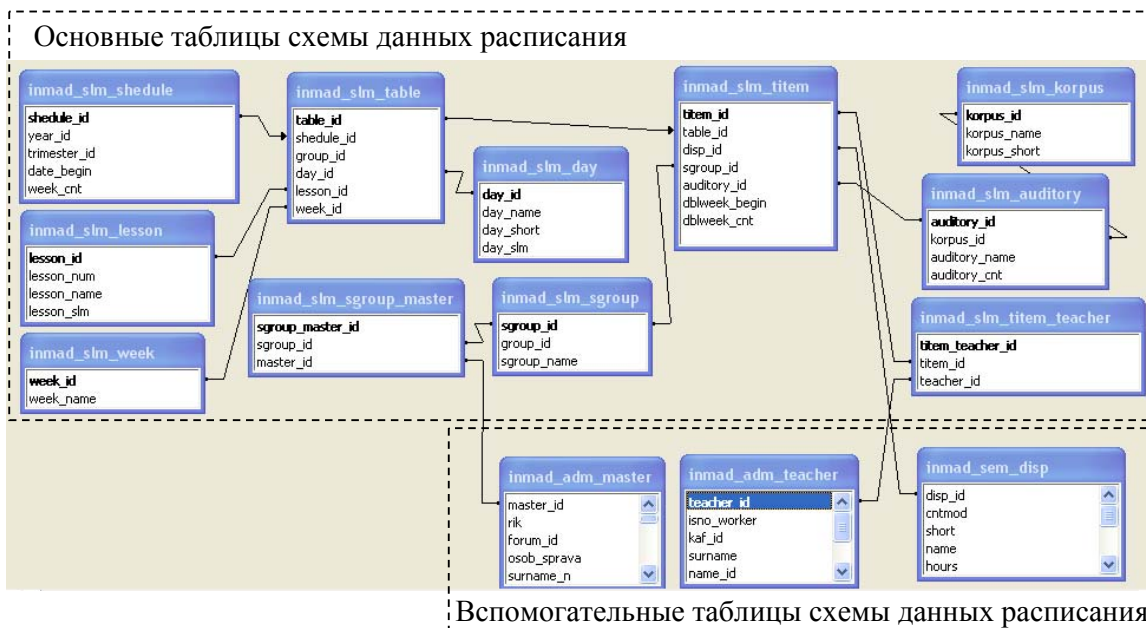 Основные таблицы схемы данных расписания
inmad_slm_shedule
shedule_id
year_id
trimester_id
date_begin
week_cnt
inmad_slm_table
table_id
shedule_id
group_id
day_id
lesson_id
week_id
inmad_slm_titem
titem_id
table_id
disp_id
sgroup_id
auditory_id
dblweek_begin
dblweek_cnt
inmad_slm_korpus
korpus_id
korpus_name
korpus_short
inmad_slm_day
day_id
day_name
day_short
day_slm
inmad_slm_auditory
auditory_id
korpus_id
auditory_name
auditory_cnt
inmad_slm_lesson
lesson_id
lesson_num
lesson_name
lesson_slm
inmad_slm_sgroup_master
sgroup_master_id
sgroup_id
master_id
inmad_slm_sgroup
sgroup_id
group_id
sgroup_name
inmad_slm_titem_teacher
titem_teacher_id
titem_id
teacher_id
inmad_slm_week
week_id
week_name
inmad_adm_master
master_id
rik
forum_id
osob_sprava
surname_n
inmad_adm_teacher
teacher_id
isno_worker
kaf_id
surname
name_id
inmad_sem_disp
disp_id
cntmod
short
name
hours
Вспомогательные таблицы схемы данных расписания